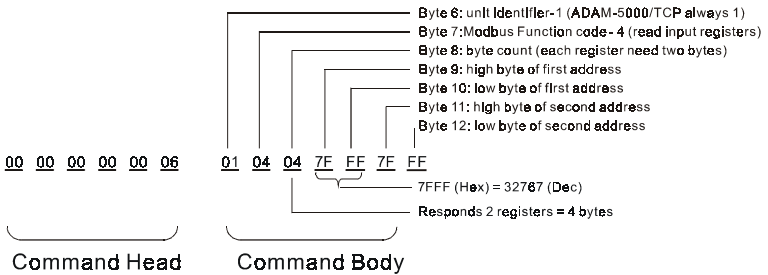 Byte 6: unit Identifier-1 (ADAM-5000/TCP always 1)
Byte 7:Modbus Function code- 4 (read input registers)
Byte 8: byte count (each register need two bytes)
Byte 9: high byte of first address
Byte 10: low byte of first address
Byte 11: high byte of second address
Byte 12: low byte of second address
00 00 00 00 00 06 01 04 04 7F FF 7F FF
7FFF (Hex) = 32767 (Dec)
Responds 2 registers = 4 bytes
Command Head Command Body